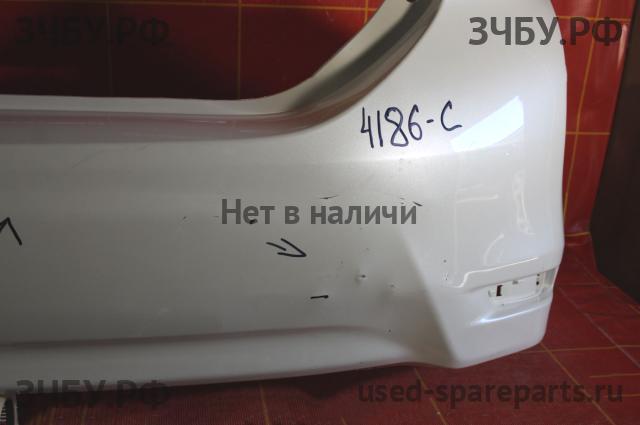 ЗЧБУ.РФ ЗЧБУ.РФ
4186-C
Нет в наличи
ЗЧБУ.РФ used-spareparts.ru